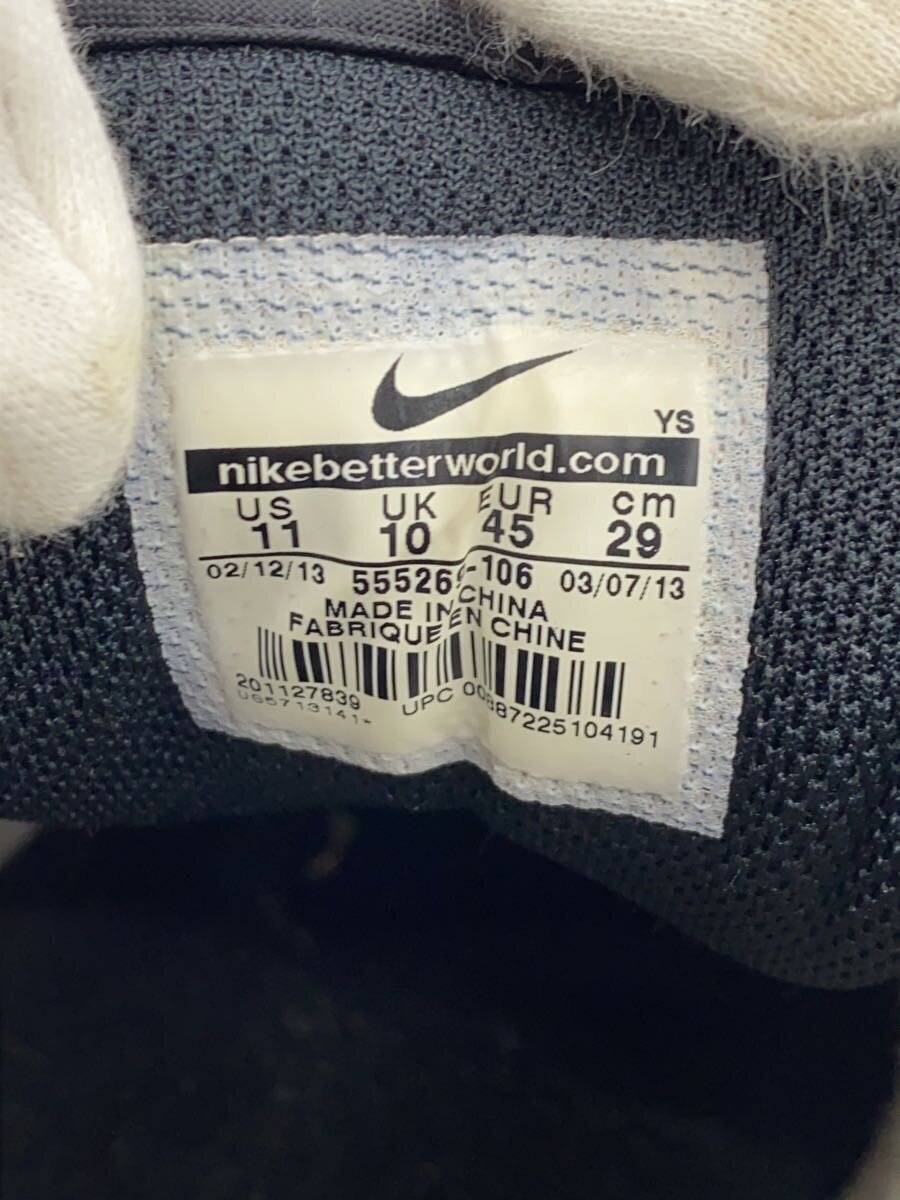 YS
nikebetterworld.com
US UK EUR cm
11 10 45 29
02/12/13 -106 03/07/13
MADE IN CHINA
FABRIQUE EN CHINE
201127839 UPC